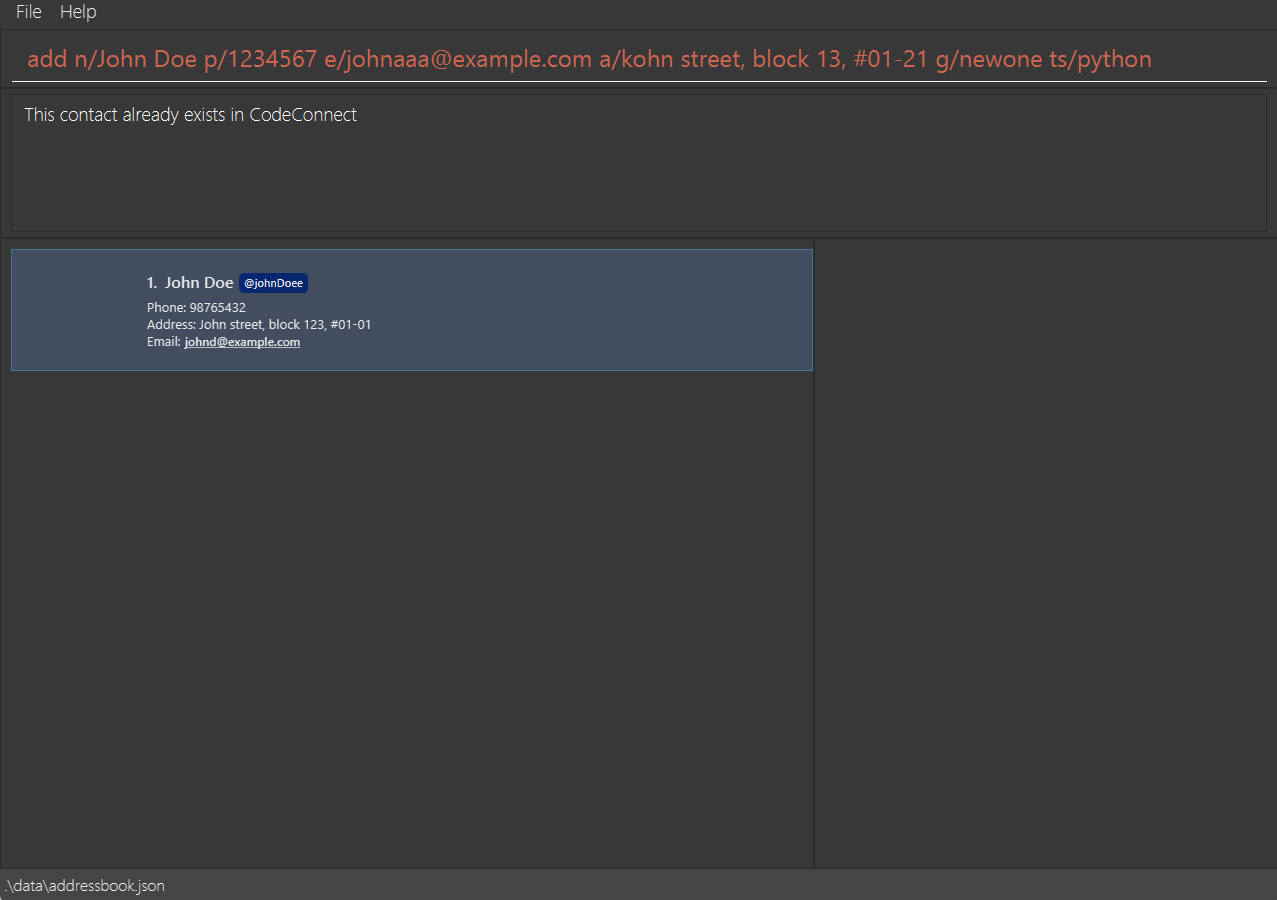 File Help
add n/John Doe p/1234567 e/johnaaa@example.com a/kohn street, block 13, #01-21 g/newone ts/python
This contact already exists in CodeConnect
1. John Doe @johnDoee
Phone: 98765432
Address: John street, block 123, #01-01
Email: johnd@example.com
.\data\addressbook.json